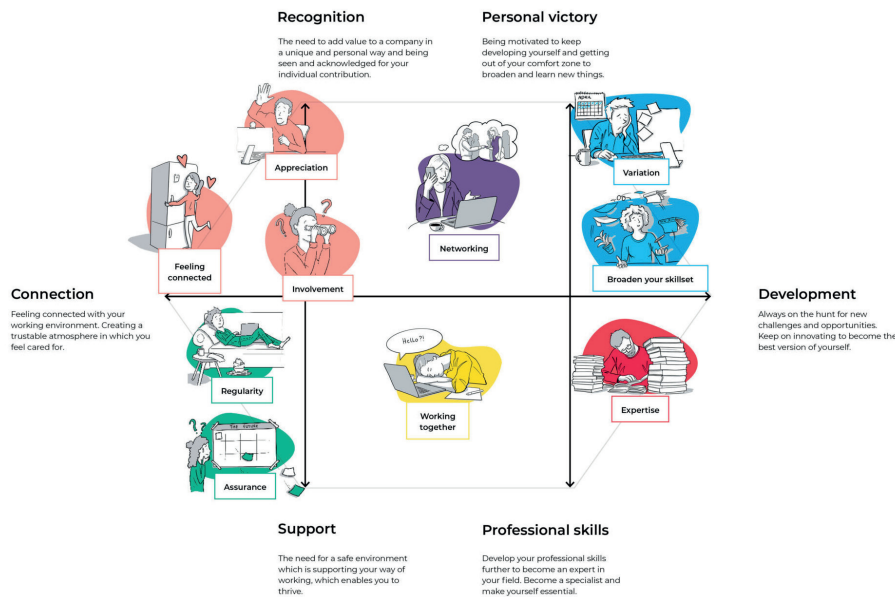 Recognition
The need to add value to a company in
a unique and personal way and being
seen and acknowledged for your
individual contribution.
Personal victory
Being motivated to keep
developing yourself and getting
out of your comfort zone to
broaden and learn new things.
APRIL
Appreciation
Variation
Networking
Feeling
connected
Involvement
Broaden your skillset
Connection
Feeling connected with your
working environment. Creating a
trustable atmosphere in which you
feel cared for.
Development
Always on the hunt for new
challenges and opportunities.
Keep on innovating to become the
best version of yourself.
Hello?!
Regularity
Working
together
Expertise
THE FUTURE
Assurance
Support
The need for a safe environment
which is supporting your way of
working, which enables you to
thrive.
Professional skills
Develop your professional skills
further to become an expert in
your field. Become a specialist and
make yourself essential.